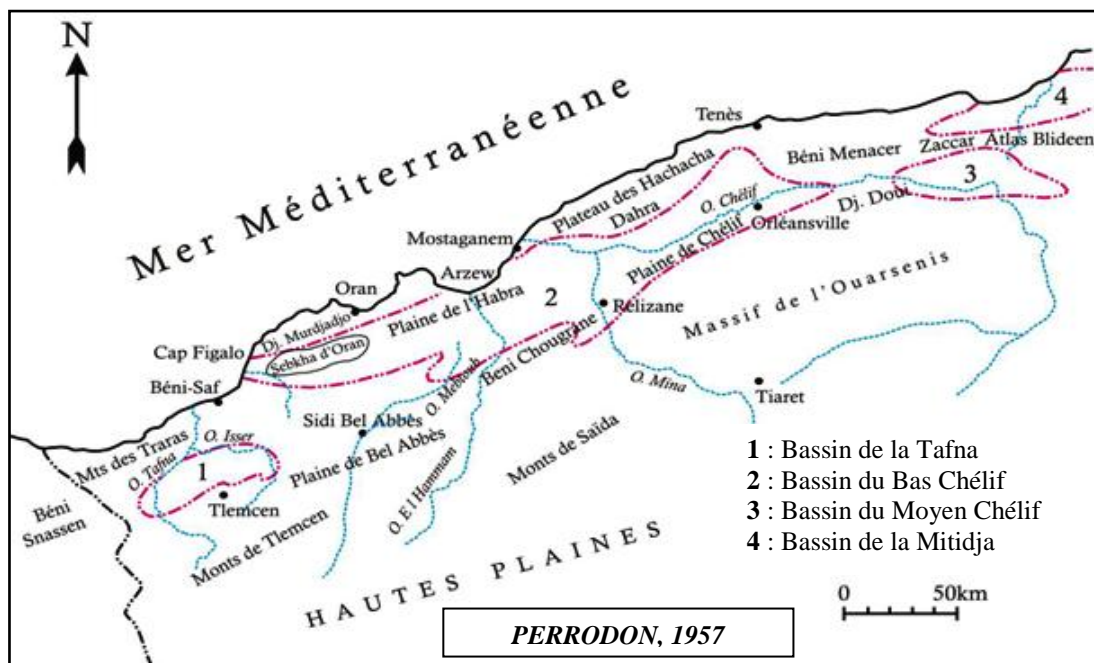 N
Mer Méditerranéenne
4
Tenès
Zaccar
Atlas Blideen
Béni Menacer
3
Plateau des Hachacha
Dahra
O. Chélif
Dj. Doui
Orléansville
Mostaganem
Plaine de Chélif
Arzew
Oran
2
Plaine de l'Habra
Rélizane
Massif de l'Ouarsenis
Dj. Murdjadjo
Cap Figalo
Sebkha d'Oran
Beni Chougrane
Béni-Saf
O. Mebtouh
O. Mina
Tiaret
Sidi Bel Abbès
O. Isser
Mts des Traras
O. Tafna
1
Plaine de Bel Abbès
Monts de Saïda
Tlemcen
O. El Hammam
Béni
Snassen
Monts de Tlemcen
HAUTES PLAINES
1 : Bassin de la Tafna
2 : Bassin du Bas Chélif
3 : Bassin du Moyen Chélif
4 : Bassin de la Mitidja
0 50km
PERRODON, 1957